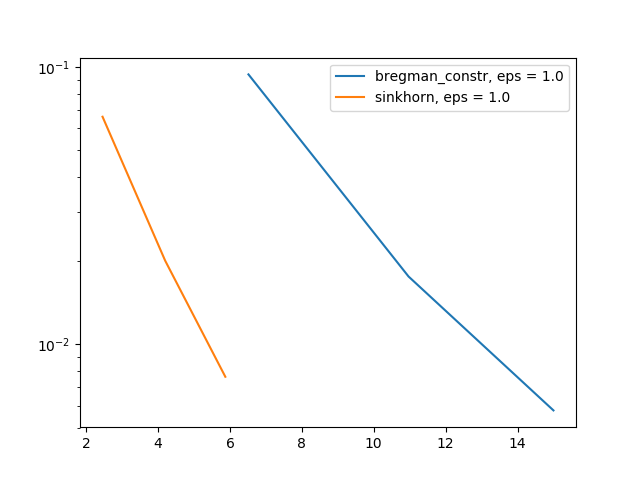 bregman_constr, eps = 1.0
sinkhorn, eps = 1.0
10⁻¹
10⁻²
2 4 6 8 10 12 14